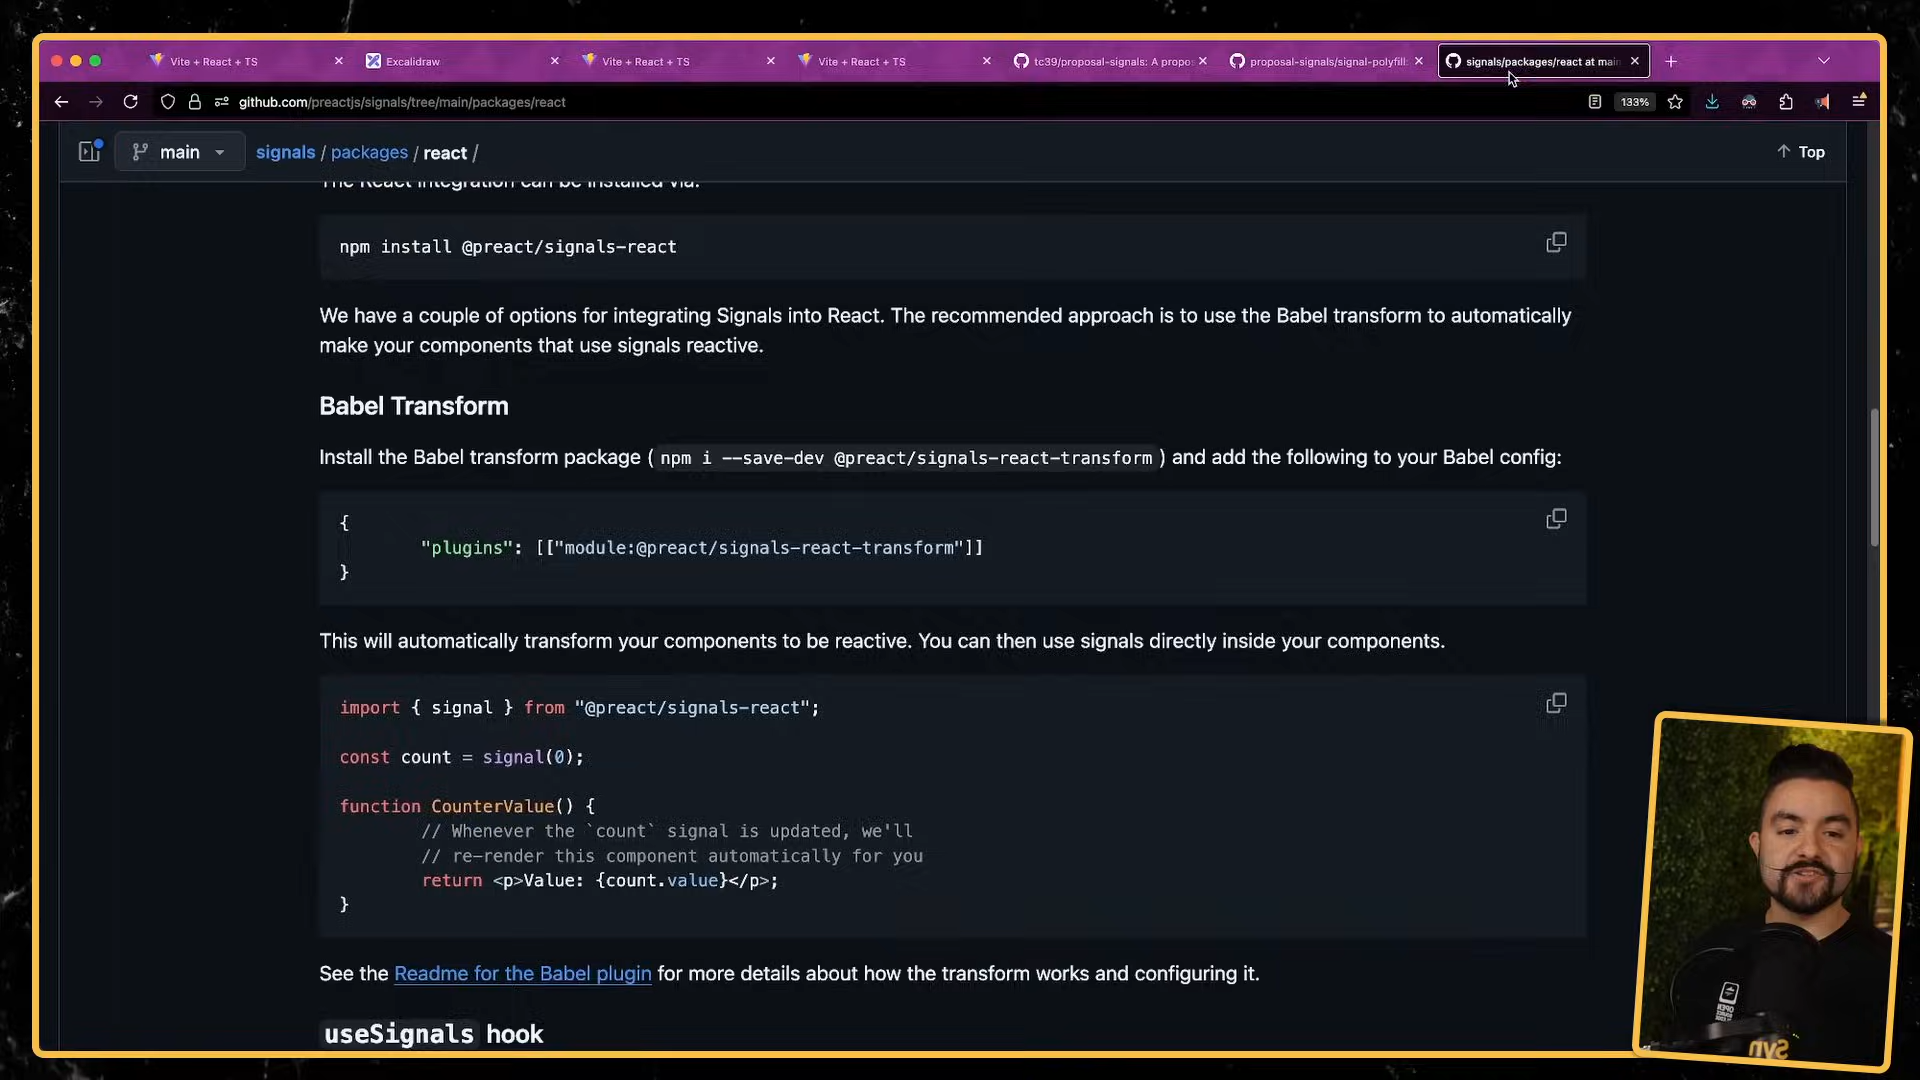 Vite + React + TS
Excalidraw
Vite + React + TS
Vite + React + TS
tc39/proposal-signals: A propos
proposal-signals/signal-polyfill
signals/packages/react at main
github.com/preactjs/signals/tree/main/packages/react
133%
main
signals / packages / react /
Top
The React integration can be installed via:
npm install @preact/signals-react
We have a couple of options for integrating Signals into React. The recommended approach is to use the Babel transform to automatically
make your components that use signals reactive.
Babel Transform
Install the Babel transform package ( npm i --save-dev @preact/signals-react-transform ) and add the following to your Babel config:
{
"plugins": [["module:@preact/signals-react-transform"]]
}
This will automatically transform your components to be reactive. You can then use signals directly inside your components.
import { signal } from "@preact/signals-react";
const count = signal(0);
function CounterValue() {
// Whenever the `count` signal is updated, we'll
// re-render this component automatically for you
return <p>Value: {count.value}</p>;
}
See the Readme for the Babel plugin for more details about how the transform works and configuring it.
useSignals hook